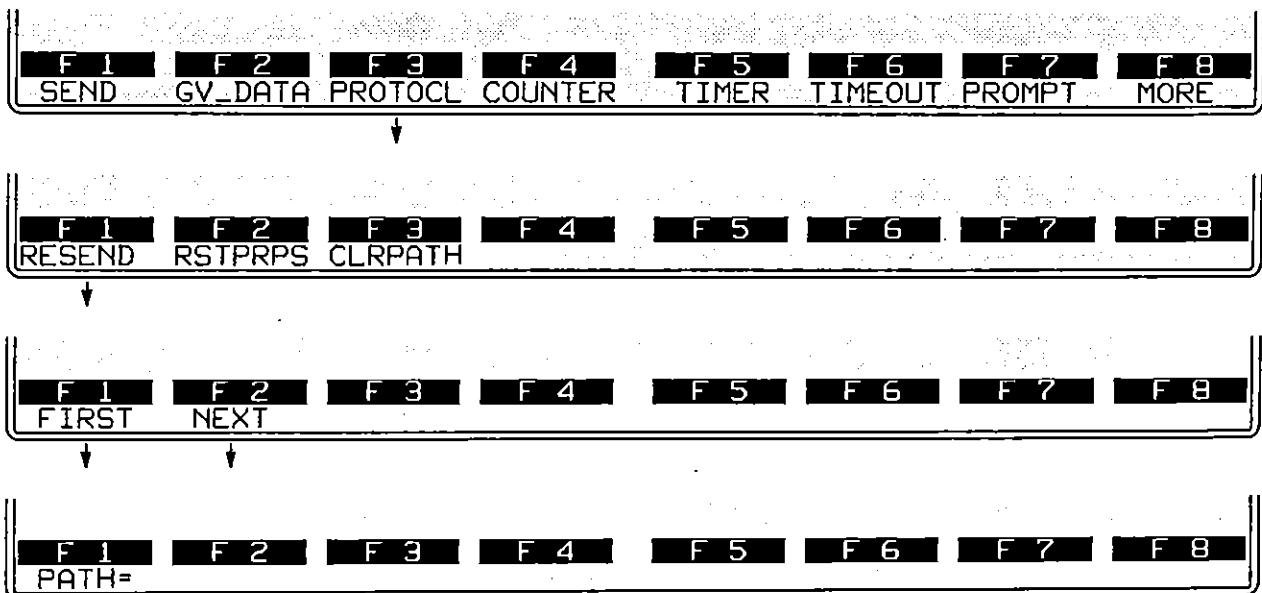 F 1 F 2 F 3 F 4 F 5 F 6 F 7 F 8
SEND GV_DATA PROTOCL COUNTER TIMER TIMEOUT PROMPT MORE
F 1 F 2 F 3 F 4 F 5 F 6 F 7 F 8
RESEND RSTPRPS CLRPATH
F 1 F 2 F 3 F 4 F 5 F 6 F 7 F 8
FIRST NEXT
F 1 F 2 F 3 F 4 F 5 F 6 F 7 F 8
PATH=